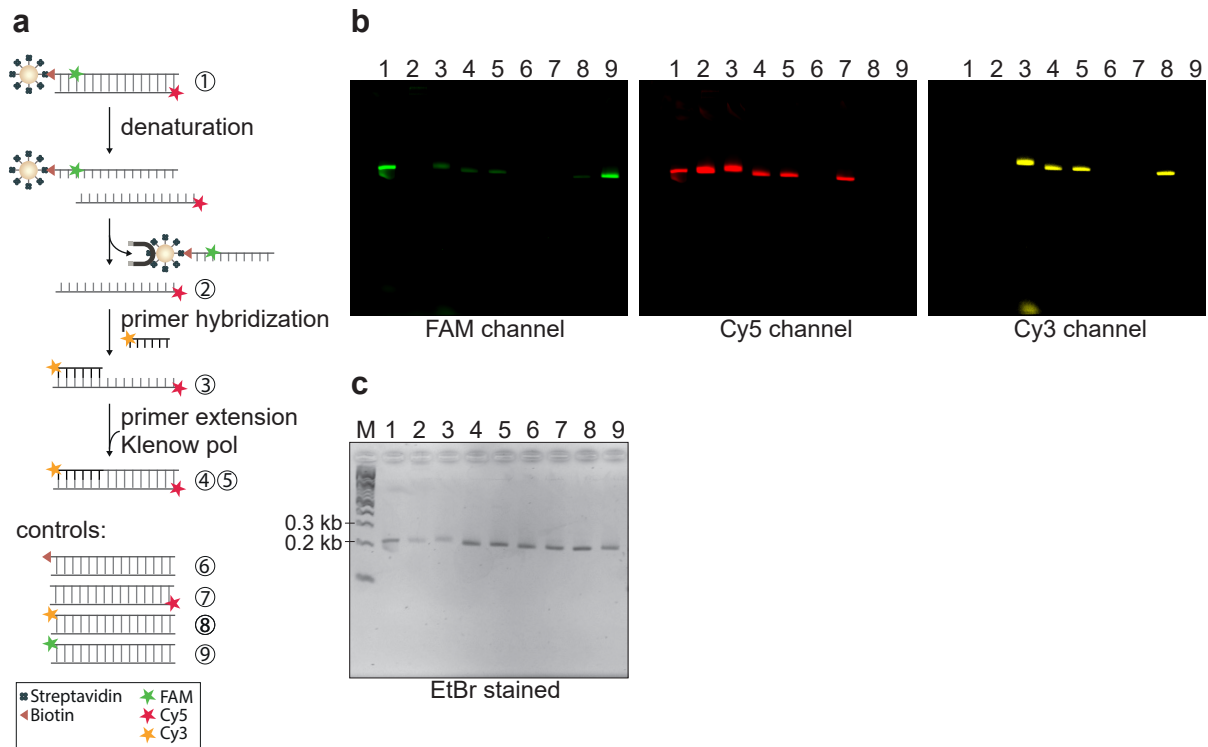 a
①
denaturation
②
primer hybridization
③
primer extension
Klenow pol
④⑤
controls:
⑥
⑦
⑧
⑨
Streptavidin
Biotin
FAM
Cy5
Cy3
b
1 2 3 4 5 6 7 8 9
1 2 3 4 5 6 7 8 9
1 2 3 4 5 6 7 8 9
FAM channel
Cy5 channel
Cy3 channel
c
M 1 2 3 4 5 6 7 8 9
0.3 kb
0.2 kb
EtBr stained